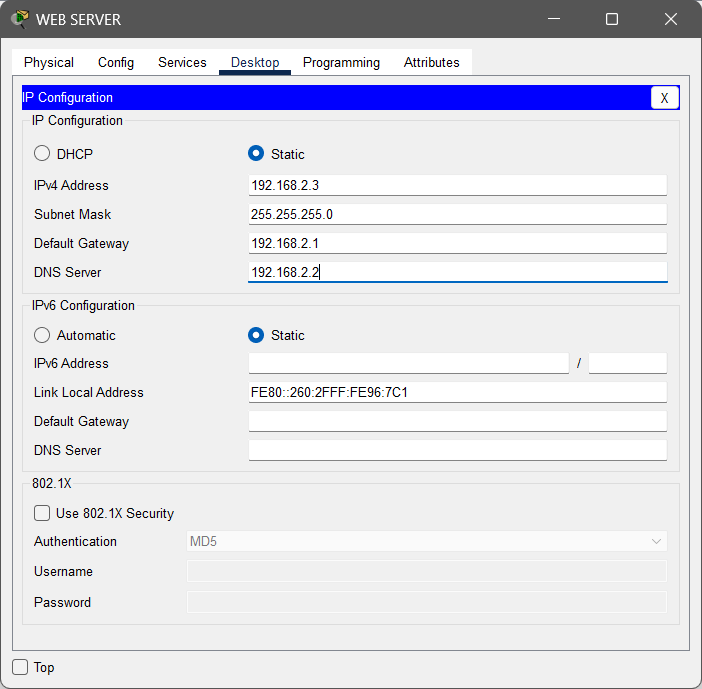 WEB SERVER
Physical Config Services Desktop Programming Attributes
IP Configuration
X
IP Configuration
DHCP Static
IPv4 Address 192.168.2.3
Subnet Mask 255.255.255.0
Default Gateway 192.168.2.1
DNS Server 192.168.2.2
IPv6 Configuration
Automatic Static
IPv6 Address /
Link Local Address FE80::260:2FFF:FE96:7C1
Default Gateway
DNS Server
802.1X
Use 802.1X Security
Authentication MD5
Username
Password
Top